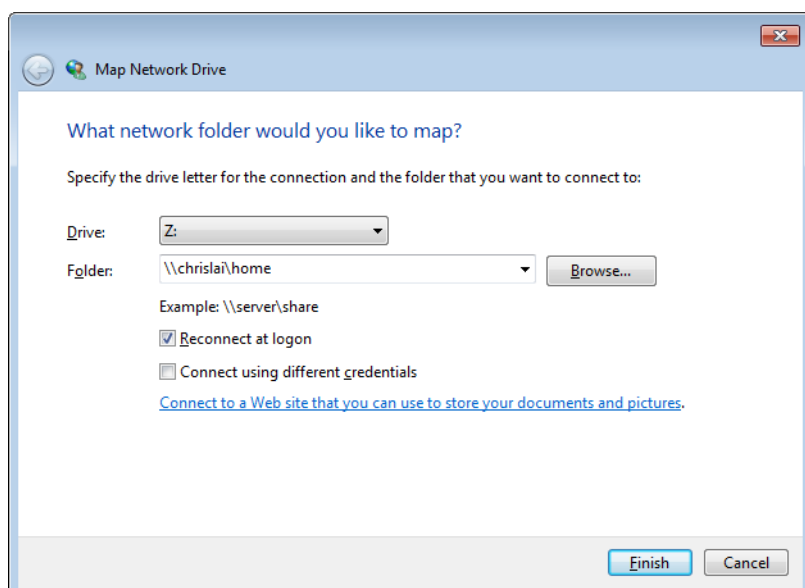 Map Network Drive
What network folder would you like to map?
Specify the drive letter for the connection and the folder that you want to connect to:
Drive: Z:
Folder: \\chrislai\home Browse...
Example: \\server\share
Reconnect at logon
Connect using different credentials
Connect to a Web site that you can use to store your documents and pictures.
Finish Cancel